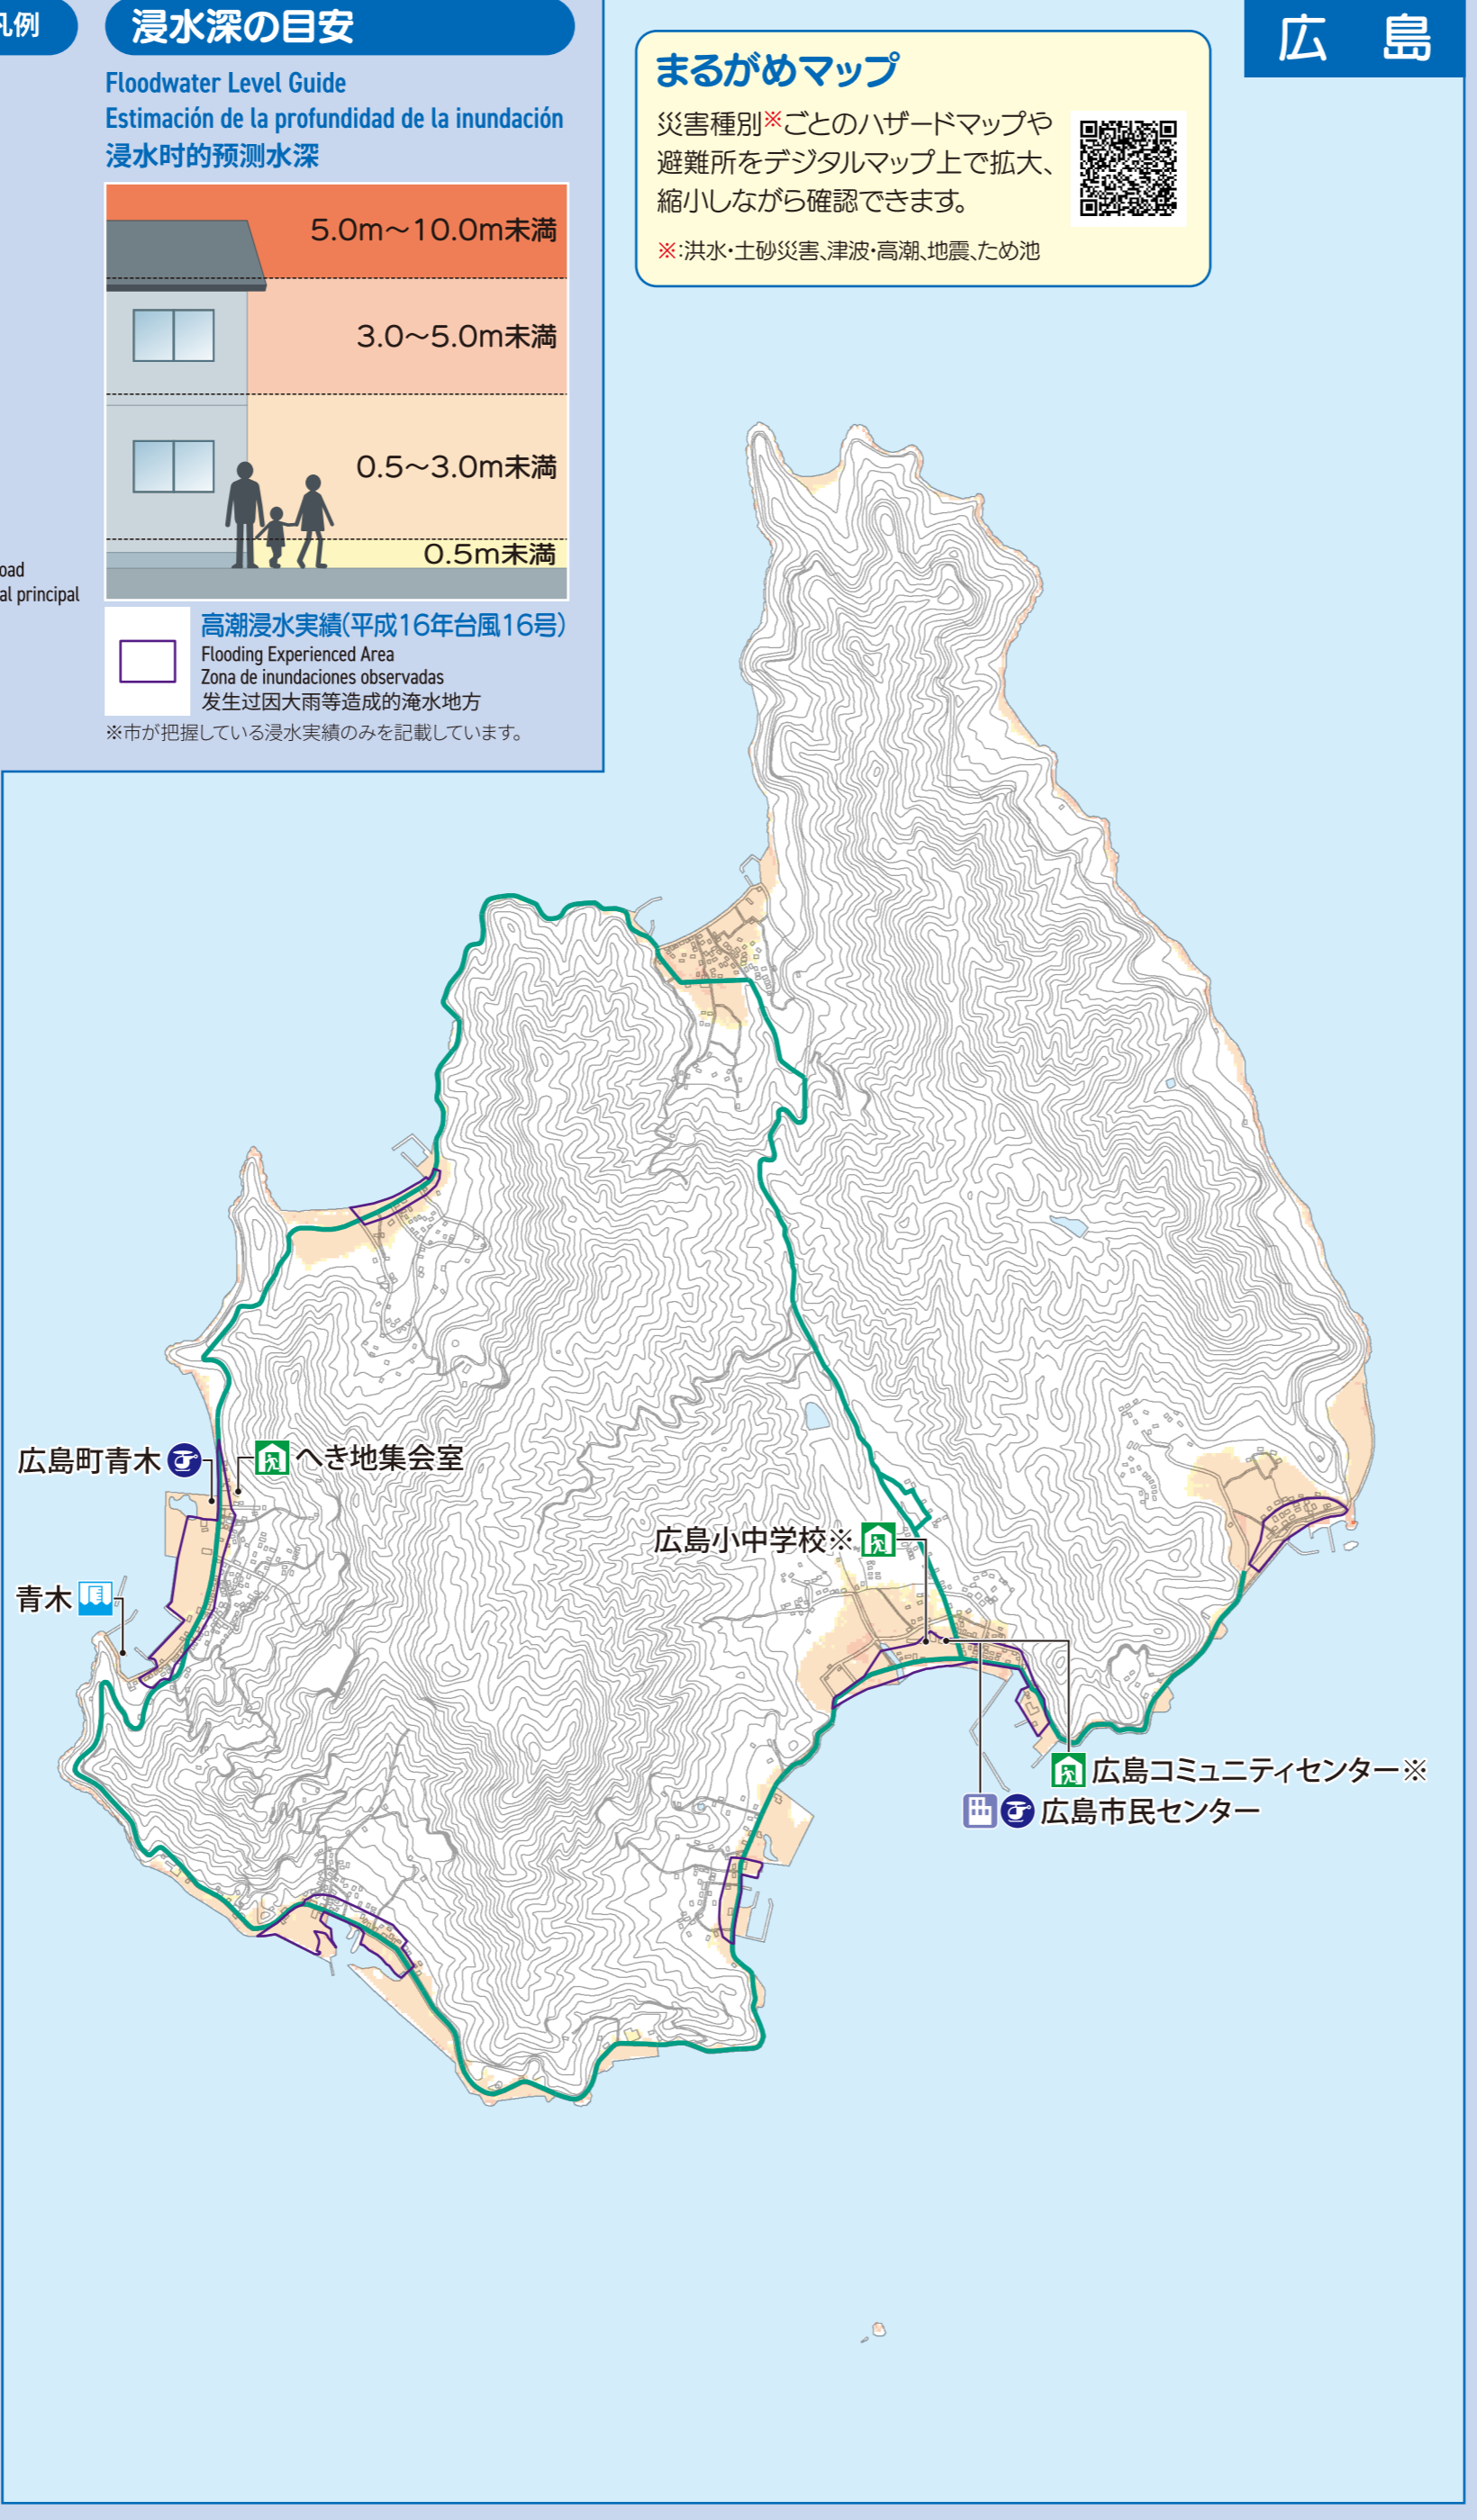 凡例
oad
al principal
浸水深の目安
Floodwater Level Guide
Estimación de la profundidad de la inundación
浸水时的预测水深
5.0m～10.0m未満
3.0～5.0m未満
0.5～3.0m未満
0.5m未満
高潮浸水実績(平成16年台風16号)
Flooding Experienced Area
Zona de inundaciones observadas
发生过因大雨等造成的淹水地方
※市が把握している浸水実績のみを記載しています。
まるがめマップ
災害種別※ごとのハザードマップや
避難所をデジタルマップ上で拡大、
縮小しながら確認できます。
※:洪水・土砂災害、津波・高潮、地震、ため池
広 島
広島町青木
へき地集会室
広島小中学校※
青木
広島コミュニティセンター※
広島市民センター